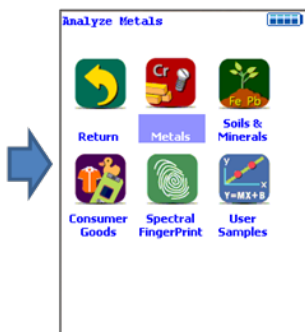 Analyze Metals
Cr
Fe Pb
Return
Metals
Soils &
Minerals
y
x
Y=MX+B
Consumer
Goods
Spectral
FingerPrint
User
Samples